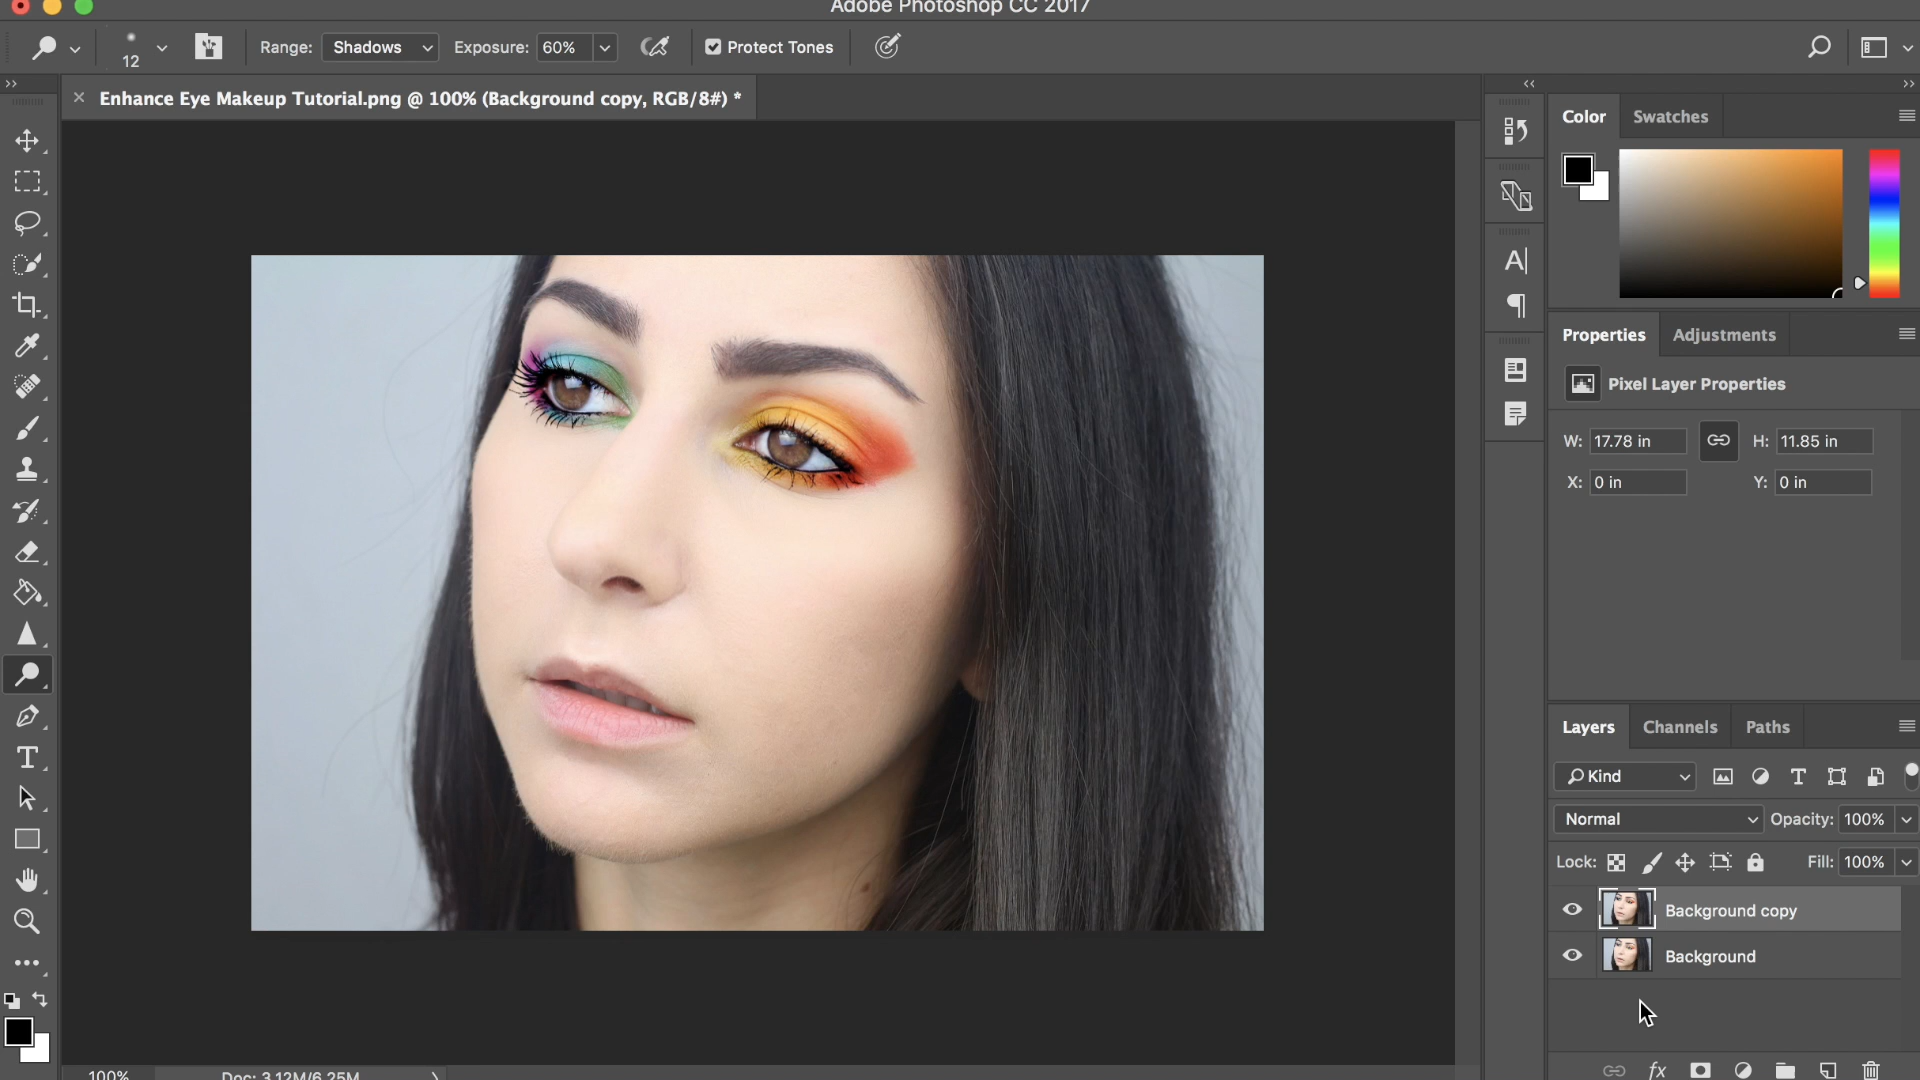 Adobe Photoshop CC 2017
12
Range: Shadows Exposure: 60% Protect Tones
Enhance Eye Makeup Tutorial.png @ 100% (Background copy, RGB/8#) *
Color Swatches
Properties Adjustments
Pixel Layer Properties
W: 17.78 in H: 11.85 in
X: 0 in Y: 0 in
Layers Channels Paths
Kind
Normal Opacity: 100%
Lock: Fill: 100%
Background copy
Background
fx
100% Doc: 3.12M/6.25M